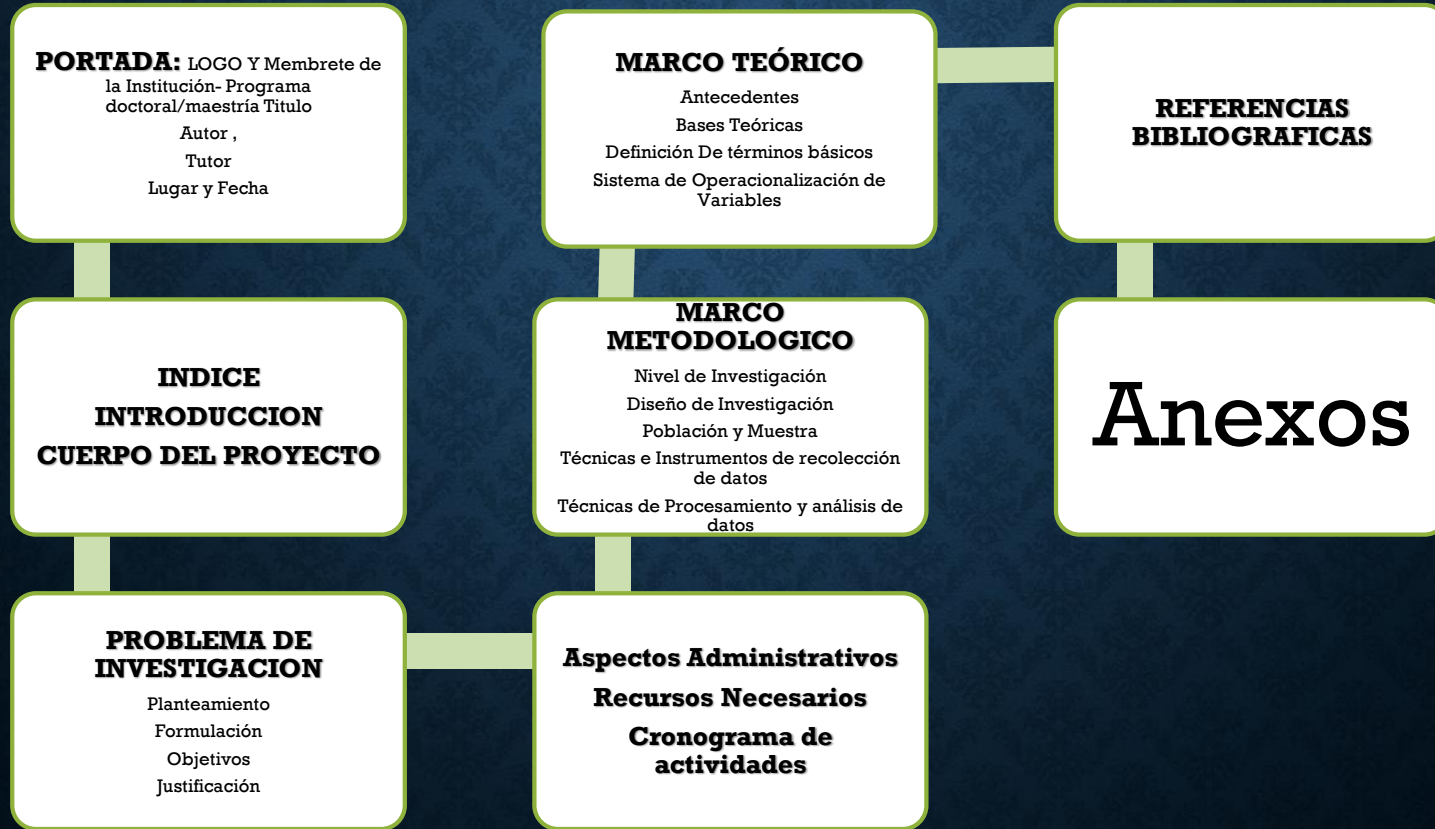 PORTADA: LOGO Y Membrete de
la Institución- Programa
doctoral/maestría Titulo
Autor ,
Tutor
Lugar y Fecha
INDICE
INTRODUCCION
CUERPO DEL PROYECTO
PROBLEMA DE
INVESTIGACION
Planteamiento
Formulación
Objetivos
Justificación
Aspectos Administrativos
Recursos Necesarios
Cronograma de
actividades
MARCO
METODOLOGICO
Nivel de Investigación
Diseño de Investigación
Población y Muestra
Técnicas e Instrumentos de recolección
de datos
Técnicas de Procesamiento y análisis de
datos
MARCO TEÓRICO
Antecedentes
Bases Teóricas
Definición De términos básicos
Sistema de Operacionalización de
Variables
REFERENCIAS
BIBLIOGRAFICAS
Anexos